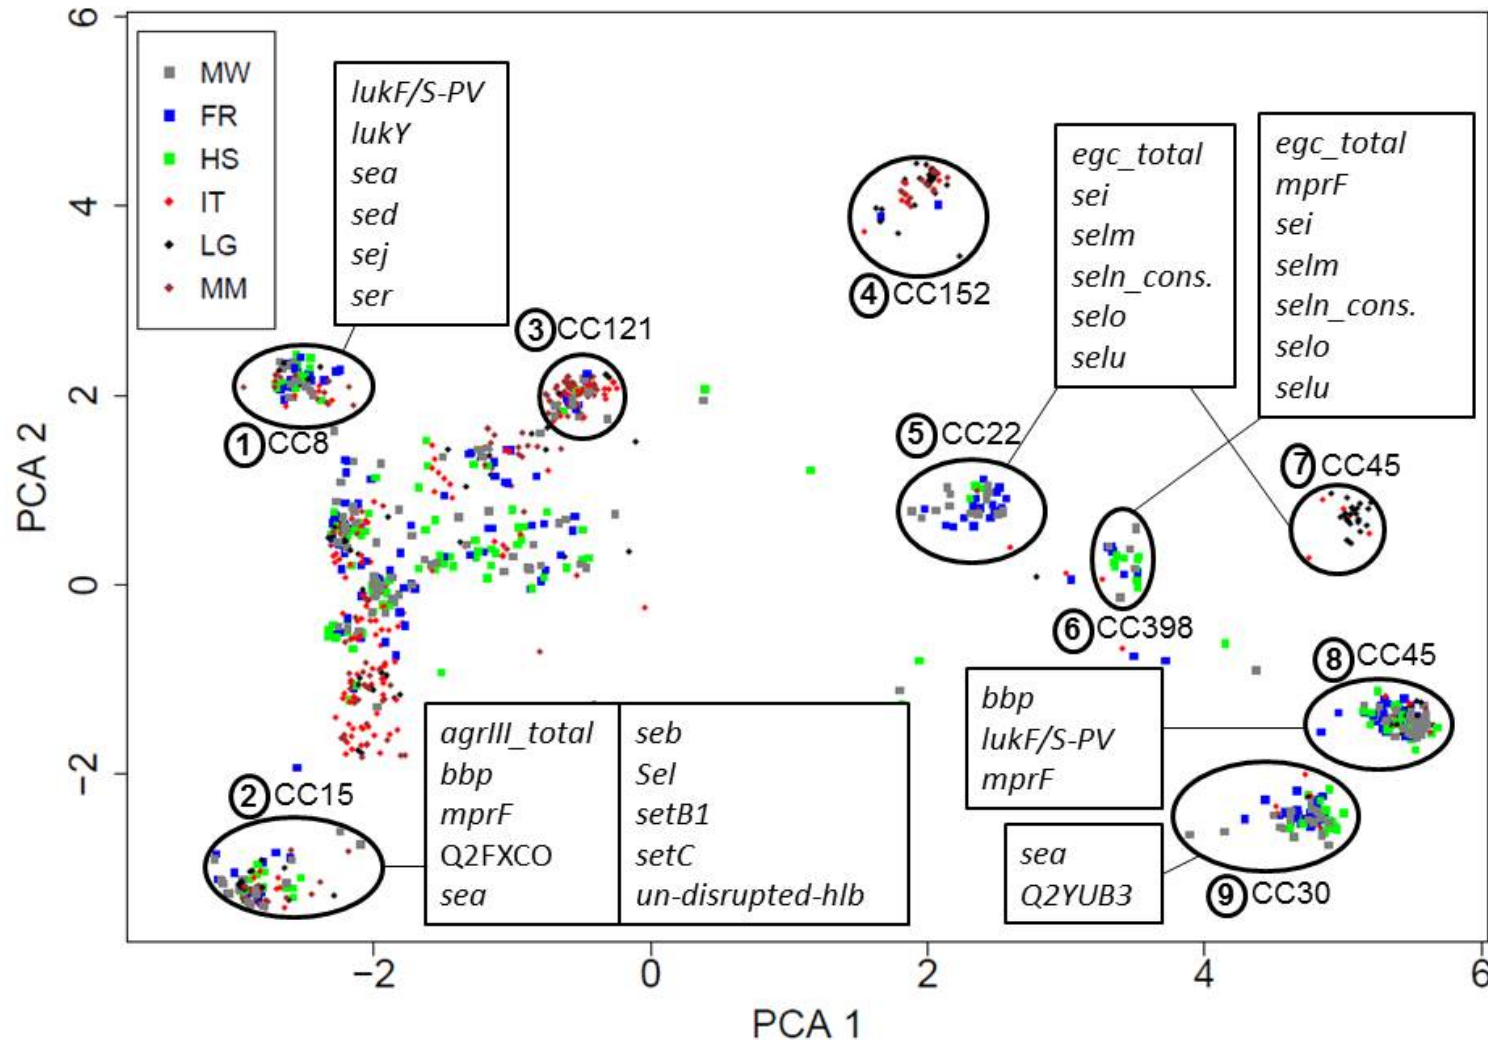 MW
FR
HS
IT
LG
MM
lukF/S-PV
lukY
sea
sed
sej
ser
1 CC8
3 CC121
4 CC152
egc_total
sei
selm
seln_cons.
selo
selu
egc_total
mprF
sei
selm
seln_cons.
selo
selu
5 CC22
7 CC45
6 CC398
8 CC45
bbp
lukF/S-PV
mprF
sea
Q2YUB3
9 CC30
2 CC15
agrIII_total
bbp
mprF
Q2FXCO
sea
seb
Sel
setB1
setC
un-disrupted-hlb
6
4
2
0
−2
PCA 2
−2
0
2
4
6
PCA 1